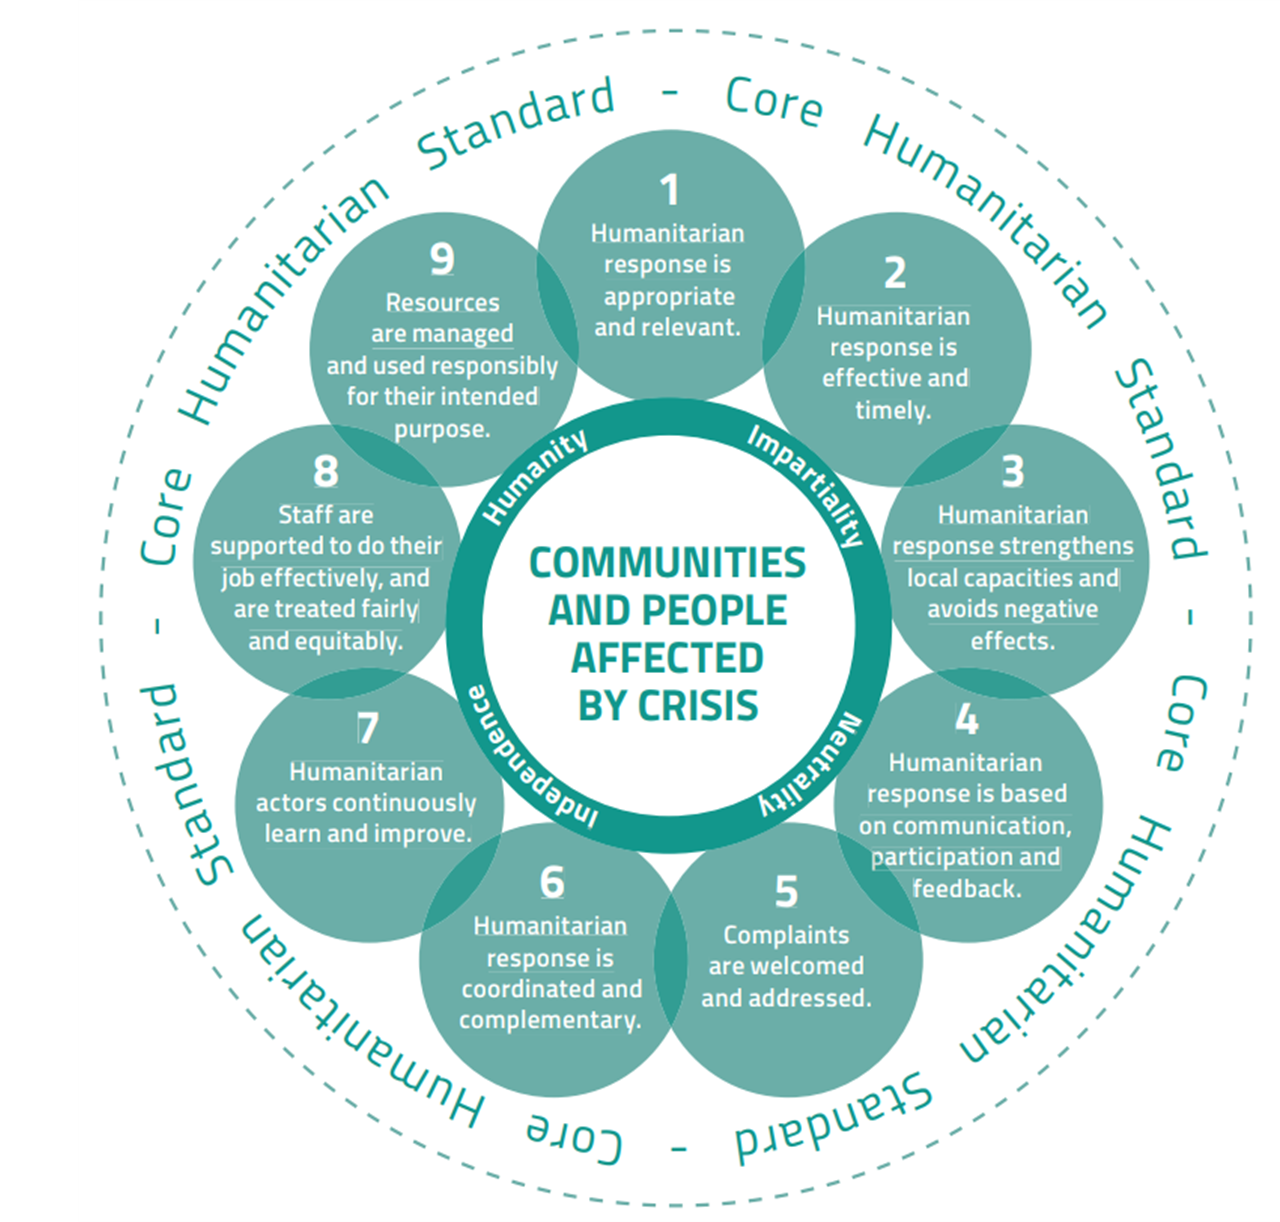 Core Humanitarian Standard - Core Humanitarian Standard - Core Humanitarian Standard - Core Humanitarian Standard -
1
Humanitarian
response is
appropriate
and relevant.
2
Humanitarian
response is
effective and
timely.
3
Humanitarian
response strengthens
local capacities and
avoids negative
effects.
4
Humanitarian
response is based
on communication,
participation and
feedback.
5
Complaints
are welcomed
and addressed.
6
Humanitarian
response is
coordinated and
complementary.
7
Humanitarian
actors continuously
learn and improve.
8
Staff are
supported to do their
job effectively, and
are treated fairly
and equitably.
9
Resources
are managed
and used responsibly
for their intended
purpose.
Humanity
Impartiality
Neutrality
Independence
COMMUNITIES
AND PEOPLE
AFFECTED
BY CRISIS